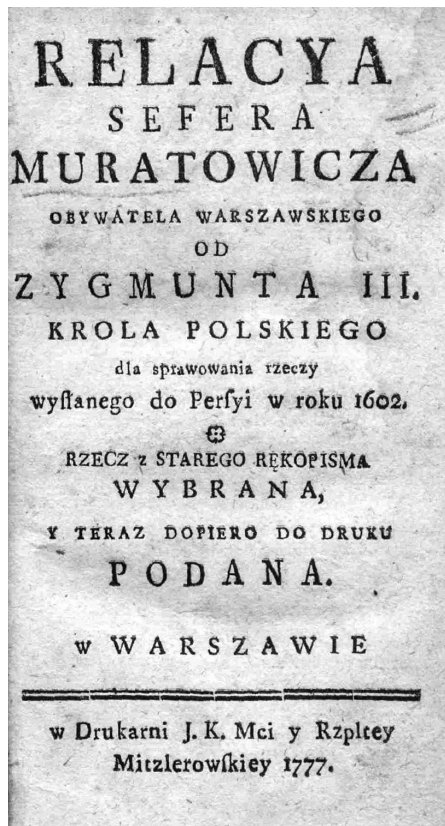 RELACYA
SEFERA
MURATOWICZA
OBYWATELA WARSZAWSKIEGO
OD
ZYGMUNTA III.
KROLA POLSKIEGO
dla sprawowania rzeczy
wyſłanego do Perſyi w roku 1602.
RZECZ z STAREGO RĘKOPISMA
WYBRANA,
Y TERAZ DOPIERO DO DRUKU
PODANA.
w WARSZAWIE
w Drukarni J. K. Mci y Rzpltey
Mitzlerowſkiey 1777.